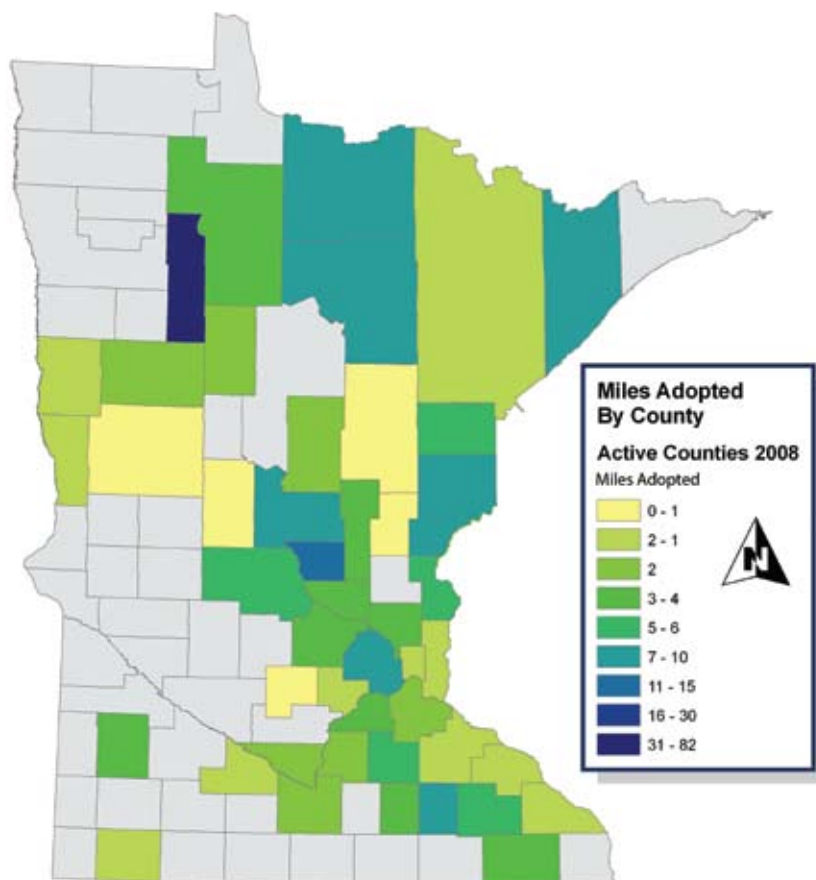 Miles Adopted
By County
Active Counties 2008
Miles Adopted
0 - 1
2 - 1
2
3 - 4
5 - 6
7 - 10
11 - 15
16 - 30
31 - 82
N